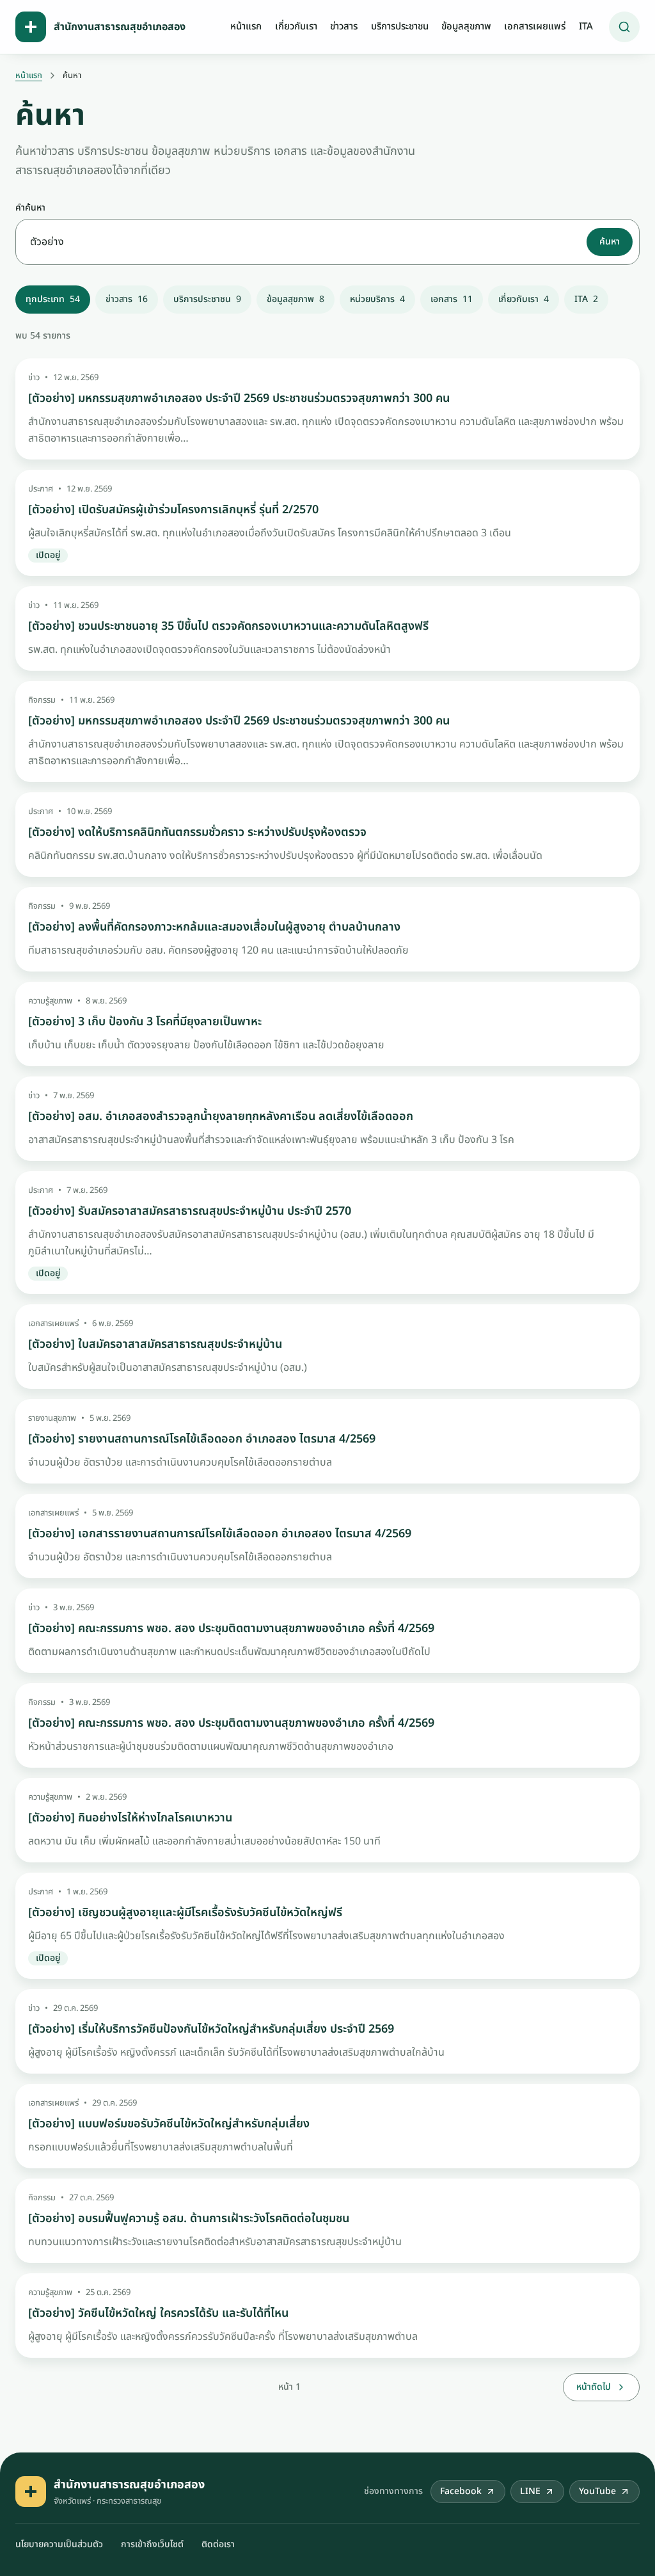 สำนักงานสาธารณสุขอำเภอสอง
หน้าแรก เกี่ยวกับเรา ข่าวสาร บริการประชาชน ข้อมูลสุขภาพ เอกสารเผยแพร่ ITA
หน้าแรก ค้นหา
ค้นหา
ค้นหาข่าวสาร บริการประชาชน ข้อมูลสุขภาพ หน่วยบริการ เอกสาร และข้อมูลของสำนักงาน
สาธารณสุขอำเภอสองได้จากที่เดียว
คำค้นหา
ตัวอย่าง ค้นหา
ทุกประเภท 54 ข่าวสาร 16 บริการประชาชน 9 ข้อมูลสุขภาพ 8 หน่วยบริการ 4 เอกสาร 11 เกี่ยวกับเรา 4 ITA 2
พบ 54 รายการ
ข่าว • 12 พ.ย. 2569
[ตัวอย่าง] มหกรรมสุขภาพอำเภอสอง ประจำปี 2569 ประชาชนร่วมตรวจสุขภาพกว่า 300 คน
สำนักงานสาธารณสุขอำเภอสองร่วมกับโรงพยาบาลสองและ รพ.สต. ทุกแห่ง เปิดจุดตรวจคัดกรองเบาหวาน ความดันโลหิต และสุขภาพช่องปาก พร้อม
สาธิตอาหารและการออกกำลังกายเพื่อ...
ประกาศ • 12 พ.ย. 2569
[ตัวอย่าง] เปิดรับสมัครผู้เข้าร่วมโครงการเลิกบุหรี่ รุ่นที่ 2/2570
ผู้สนใจเลิกบุหรี่สมัครได้ที่ รพ.สต. ทุกแห่งในอำเภอสองเมื่อถึงวันเปิดรับสมัคร โครงการมีคลินิกให้คำปรึกษาตลอด 3 เดือน
เปิดอยู่
ข่าว • 11 พ.ย. 2569
[ตัวอย่าง] ชวนประชาชนอายุ 35 ปีขึ้นไป ตรวจคัดกรองเบาหวานและความดันโลหิตสูงฟรี
รพ.สต. ทุกแห่งในอำเภอสองเปิดจุดตรวจคัดกรองในวันและเวลาราชการ ไม่ต้องนัดล่วงหน้า
กิจกรรม • 11 พ.ย. 2569
[ตัวอย่าง] มหกรรมสุขภาพอำเภอสอง ประจำปี 2569 ประชาชนร่วมตรวจสุขภาพกว่า 300 คน
สำนักงานสาธารณสุขอำเภอสองร่วมกับโรงพยาบาลสองและ รพ.สต. ทุกแห่ง เปิดจุดตรวจคัดกรองเบาหวาน ความดันโลหิต และสุขภาพช่องปาก พร้อม
สาธิตอาหารและการออกกำลังกายเพื่อ...
ประกาศ • 10 พ.ย. 2569
[ตัวอย่าง] งดให้บริการคลินิกทันตกรรมชั่วคราว ระหว่างปรับปรุงห้องตรวจ
คลินิกทันตกรรม รพ.สต.บ้านกลาง งดให้บริการชั่วคราวระหว่างปรับปรุงห้องตรวจ ผู้ที่มีนัดหมายโปรดติดต่อ รพ.สต. เพื่อเลื่อนนัด
กิจกรรม • 9 พ.ย. 2569
[ตัวอย่าง] ลงพื้นที่คัดกรองภาวะหกล้มและสมองเสื่อมในผู้สูงอายุ ตำบลบ้านกลาง
ทีมสาธารณสุขอำเภอร่วมกับ อสม. คัดกรองผู้สูงอายุ 120 คน และแนะนำการจัดบ้านให้ปลอดภัย
ความรู้สุขภาพ • 8 พ.ย. 2569
[ตัวอย่าง] 3 เก็บ ป้องกัน 3 โรคที่มียุงลายเป็นพาหะ
เก็บบ้าน เก็บขยะ เก็บน้ำ ตัดวงจรยุงลาย ป้องกันไข้เลือดออก ไข้ซิกา และไข้ปวดข้อยุงลาย
ข่าว • 7 พ.ย. 2569
[ตัวอย่าง] อสม. อำเภอสองสำรวจลูกน้ำยุงลายทุกหลังคาเรือน ลดเสี่ยงไข้เลือดออก
อาสาสมัครสาธารณสุขประจำหมู่บ้านลงพื้นที่สำรวจและกำจัดแหล่งเพาะพันธุ์ยุงลาย พร้อมแนะนำหลัก 3 เก็บ ป้องกัน 3 โรค
ประกาศ • 7 พ.ย. 2569
[ตัวอย่าง] รับสมัครอาสาสมัครสาธารณสุขประจำหมู่บ้าน ประจำปี 2570
สำนักงานสาธารณสุขอำเภอสองรับสมัครอาสาสมัครสาธารณสุขประจำหมู่บ้าน (อสม.) เพิ่มเติมในทุกตำบล คุณสมบัติผู้สมัคร อายุ 18 ปีขึ้นไป มี
ภูมิลำเนาในหมู่บ้านที่สมัครไม่...
เปิดอยู่
เอกสารเผยแพร่ • 6 พ.ย. 2569
[ตัวอย่าง] ใบสมัครอาสาสมัครสาธารณสุขประจำหมู่บ้าน
ใบสมัครสำหรับผู้สนใจเป็นอาสาสมัครสาธารณสุขประจำหมู่บ้าน (อสม.)
รายงานสุขภาพ • 5 พ.ย. 2569
[ตัวอย่าง] รายงานสถานการณ์โรคไข้เลือดออก อำเภอสอง ไตรมาส 4/2569
จำนวนผู้ป่วย อัตราป่วย และการดำเนินงานควบคุมโรคไข้เลือดออกรายตำบล
เอกสารเผยแพร่ • 5 พ.ย. 2569
[ตัวอย่าง] เอกสารรายงานสถานการณ์โรคไข้เลือดออก อำเภอสอง ไตรมาส 4/2569
จำนวนผู้ป่วย อัตราป่วย และการดำเนินงานควบคุมโรคไข้เลือดออกรายตำบล
ข่าว • 3 พ.ย. 2569
[ตัวอย่าง] คณะกรรมการ พชอ. สอง ประชุมติดตามงานสุขภาพของอำเภอ ครั้งที่ 4/2569
ติดตามผลการดำเนินงานด้านสุขภาพ และกำหนดประเด็นพัฒนาคุณภาพชีวิตของอำเภอสองในปีถัดไป
กิจกรรม • 3 พ.ย. 2569
[ตัวอย่าง] คณะกรรมการ พชอ. สอง ประชุมติดตามงานสุขภาพของอำเภอ ครั้งที่ 4/2569
หัวหน้าส่วนราชการและผู้นำชุมชนร่วมติดตามแผนพัฒนาคุณภาพชีวิตด้านสุขภาพของอำเภอ
ความรู้สุขภาพ • 2 พ.ย. 2569
[ตัวอย่าง] กินอย่างไรให้ห่างไกลโรคเบาหวาน
ลดหวาน มัน เค็ม เพิ่มผักผลไม้ และออกกำลังกายสม่ำเสมออย่างน้อยสัปดาห์ละ 150 นาที
ประกาศ • 1 พ.ย. 2569
[ตัวอย่าง] เชิญชวนผู้สูงอายุและผู้มีโรคเรื้อรังรับวัคซีนไข้หวัดใหญ่ฟรี
ผู้มีอายุ 65 ปีขึ้นไปและผู้ป่วยโรคเรื้อรังรับวัคซีนไข้หวัดใหญ่ได้ฟรีที่โรงพยาบาลส่งเสริมสุขภาพตำบลทุกแห่งในอำเภอสอง
เปิดอยู่
ข่าว • 29 ต.ค. 2569
[ตัวอย่าง] เริ่มให้บริการวัคซีนป้องกันไข้หวัดใหญ่สำหรับกลุ่มเสี่ยง ประจำปี 2569
ผู้สูงอายุ ผู้มีโรคเรื้อรัง หญิงตั้งครรภ์ และเด็กเล็ก รับวัคซีนได้ที่โรงพยาบาลส่งเสริมสุขภาพตำบลใกล้บ้าน
เอกสารเผยแพร่ • 29 ต.ค. 2569
[ตัวอย่าง] แบบฟอร์มขอรับวัคซีนไข้หวัดใหญ่สำหรับกลุ่มเสี่ยง
กรอกแบบฟอร์มแล้วยื่นที่โรงพยาบาลส่งเสริมสุขภาพตำบลในพื้นที่
กิจกรรม • 27 ต.ค. 2569
[ตัวอย่าง] อบรมฟื้นฟูความรู้ อสม. ด้านการเฝ้าระวังโรคติดต่อในชุมชน
ทบทวนแนวทางการเฝ้าระวังและรายงานโรคติดต่อสำหรับอาสาสมัครสาธารณสุขประจำหมู่บ้าน
ความรู้สุขภาพ • 25 ต.ค. 2569
[ตัวอย่าง] วัคซีนไข้หวัดใหญ่ ใครควรได้รับ และรับได้ที่ไหน
ผู้สูงอายุ ผู้มีโรคเรื้อรัง และหญิงตั้งครรภ์ควรรับวัคซีนปีละครั้ง ที่โรงพยาบาลส่งเสริมสุขภาพตำบล
หน้า 1 หน้าถัดไป
สำนักงานสาธารณสุขอำเภอสอง
จังหวัดแพร่ · กระทรวงสาธารณสุข
ช่องทางทางการ Facebook LINE YouTube
นโยบายความเป็นส่วนตัว การเข้าถึงเว็บไซต์ ติดต่อเรา